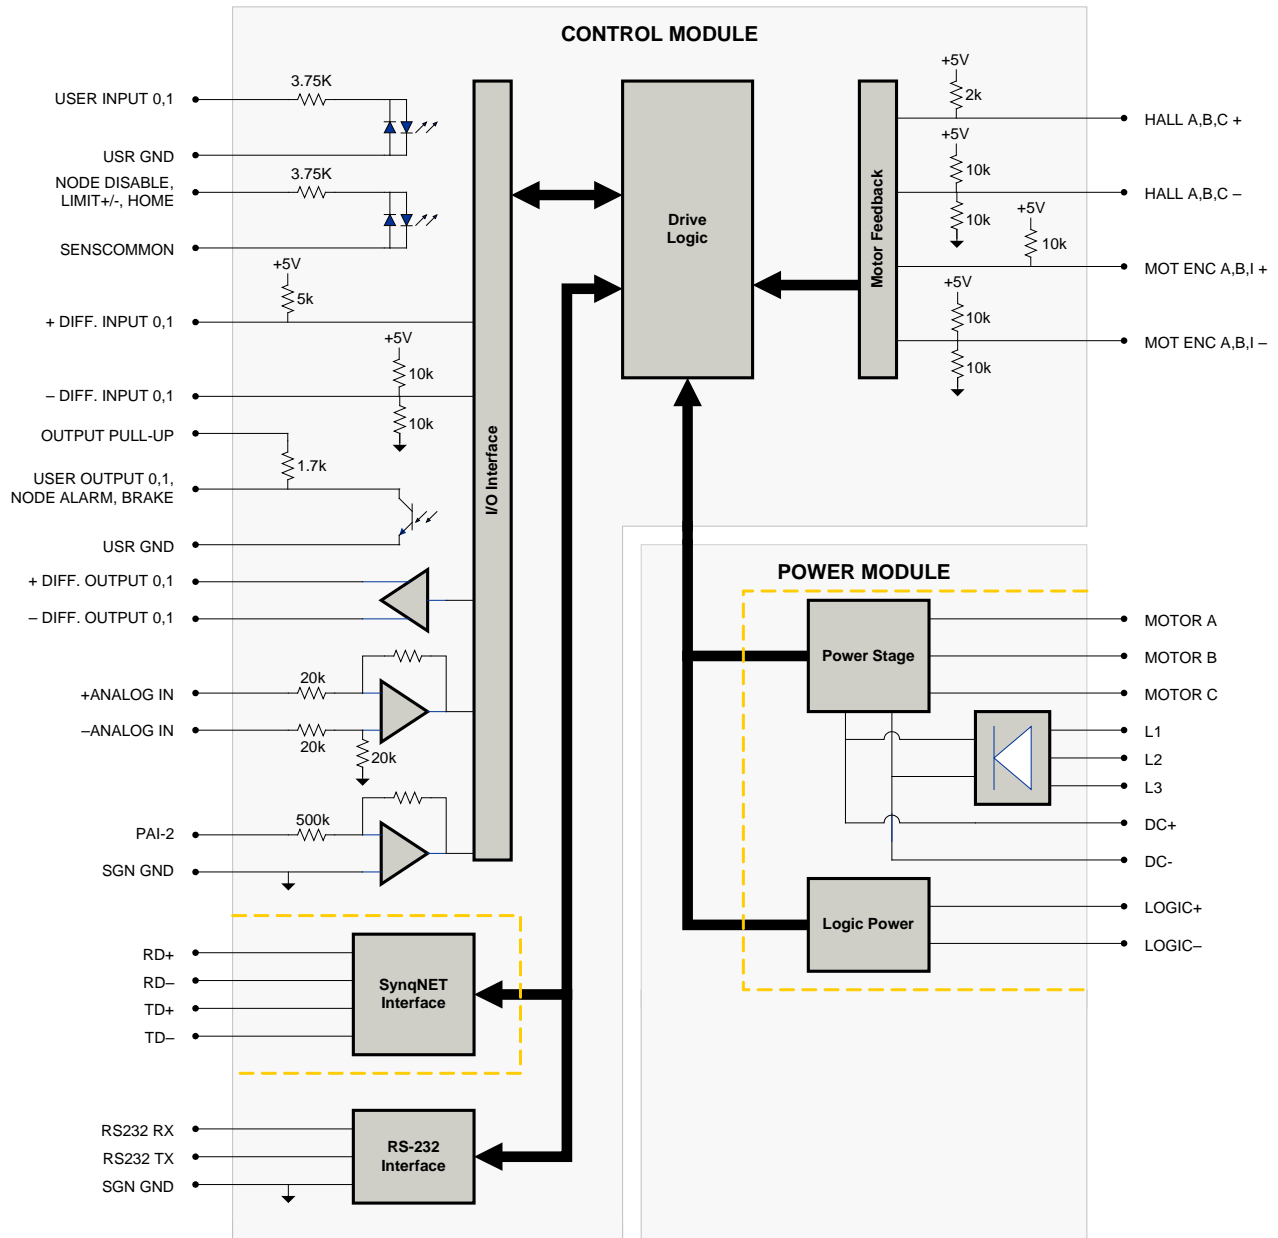 CONTROL MODULE
USER INPUT 0,1
3.75K
USR GND
NODE DISABLE,
LIMIT+/-, HOME
3.75K
SENSCOMMON
+5V
5k
+ DIFF. INPUT 0,1
+5V
10k
– DIFF. INPUT 0,1
10k
OUTPUT PULL-UP
1.7k
USER OUTPUT 0,1,
NODE ALARM, BRAKE
USR GND
+ DIFF. OUTPUT 0,1
– DIFF. OUTPUT 0,1
+ANALOG IN
20k
–ANALOG IN
20k
20k
PAI-2
500k
SGN GND
I/O Interface
Drive
Logic
Motor Feedback
+5V
2k
HALL A,B,C +
+5V
10k
HALL A,B,C –
10k
+5V
10k
MOT ENC A,B,I +
+5V
10k
MOT ENC A,B,I –
10k
RD+
RD–
TD+
TD–
SynqNET
Interface
RS232 RX
RS232 TX
SGN GND
RS-232
Interface
POWER MODULE
Power Stage
MOTOR A
MOTOR B
MOTOR C
L1
L2
L3
DC+
DC-
Logic Power
LOGIC+
LOGIC–